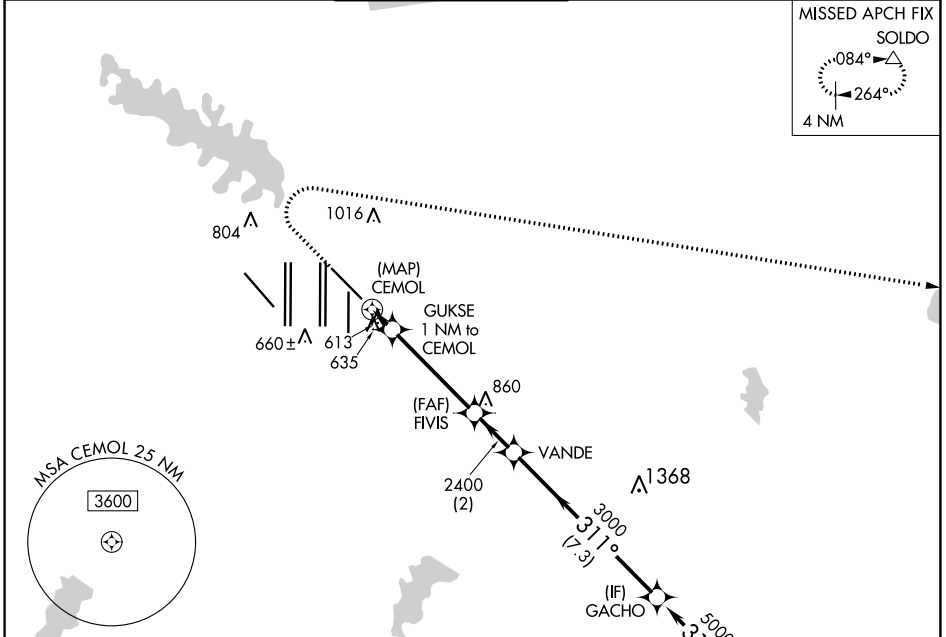 MISSED APCH FIX
SOLDO
084°
264°
4 NM
1016
804
(MAP)
CEMOL
GUKSE
1 NM to
CEMOL
660±
613
635
860
(FAF)
FIVIS
VANDE
2400
(2)
1368
MSA CEMOL 25 NM
3600
3000
311°
(7.3)
(IF)
GACHO
5000